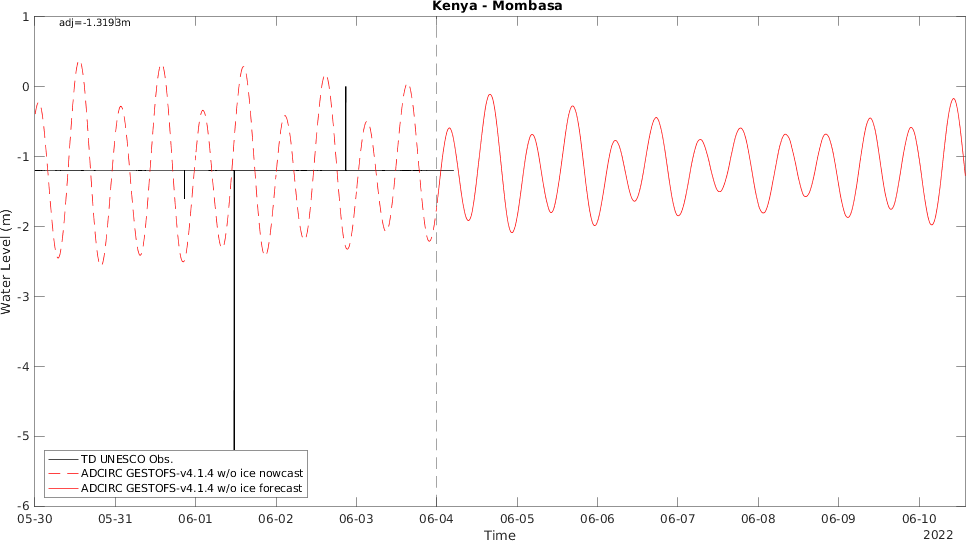 Kenya - Mombasa
adj=-1.3193m
1
0
-1
-2
-3
-4
-5
-6
Water Level (m)
TD UNESCO Obs.
ADCIRC GESTOFS-v4.1.4 w/o ice nowcast
ADCIRC GESTOFS-v4.1.4 w/o ice forecast
05-30 05-31 06-01 06-02 06-03 06-04 06-05 06-06 06-07 06-08 06-09 06-10
Time
2022